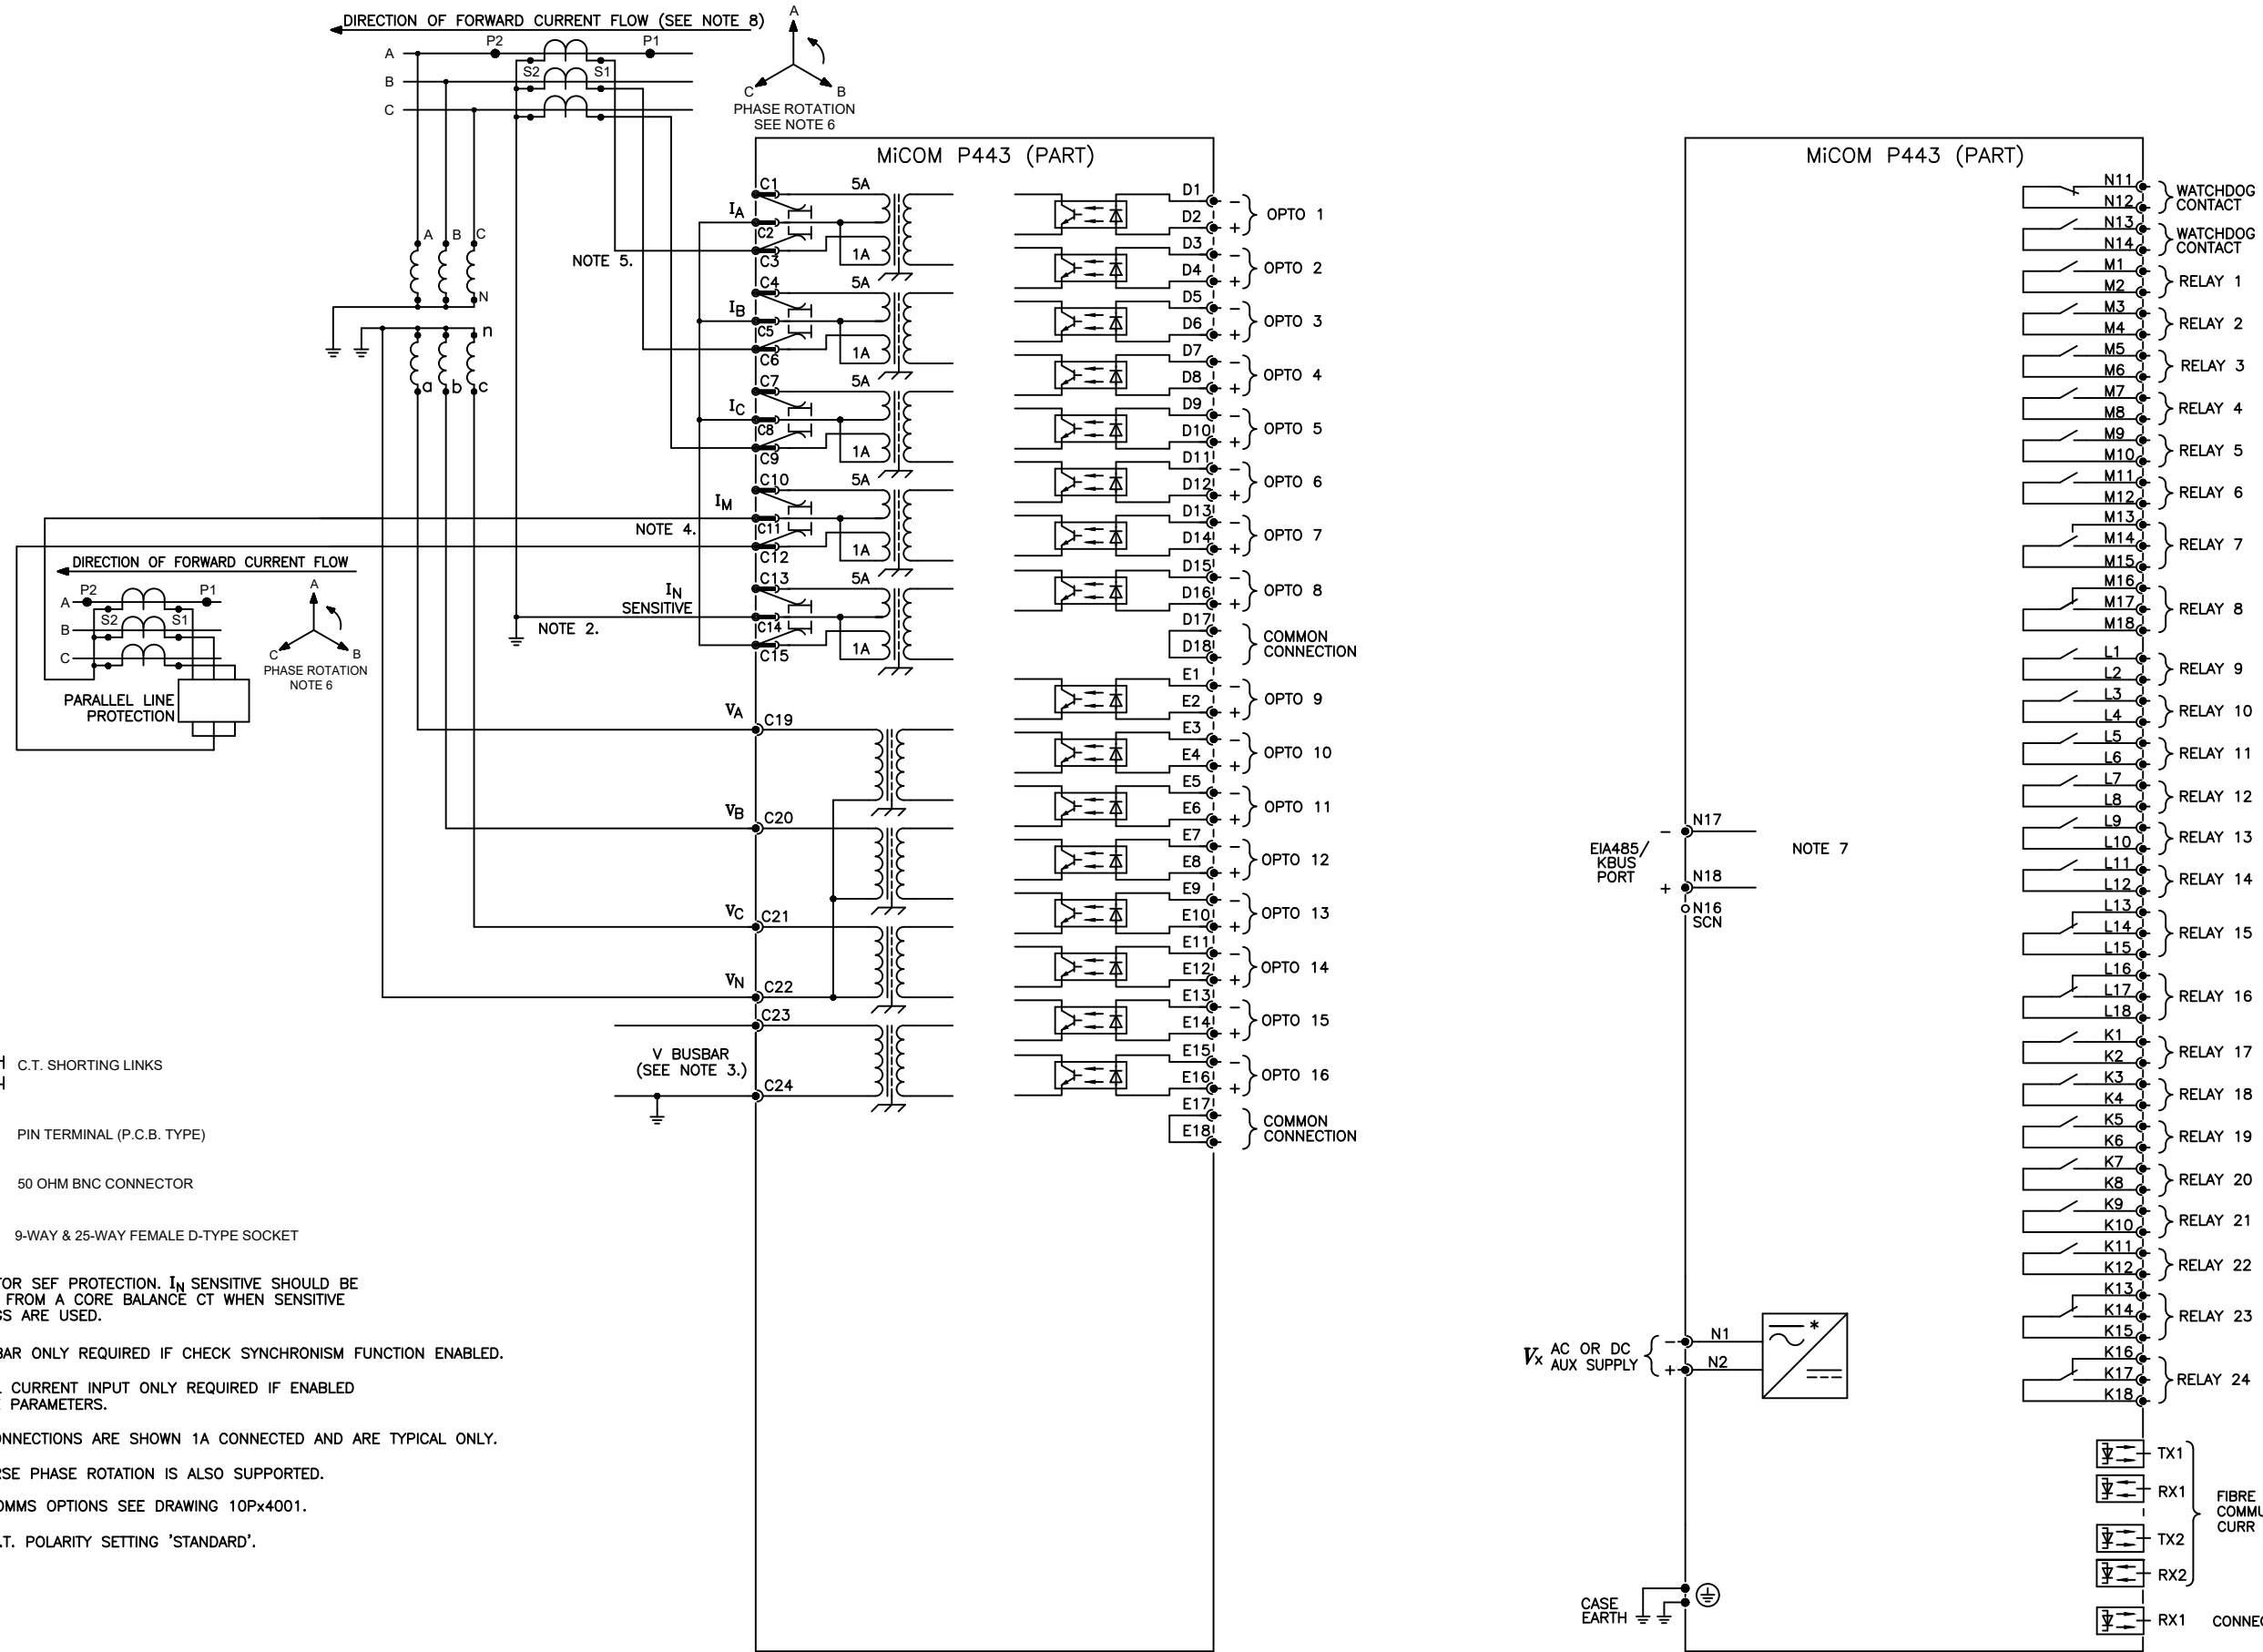 DIRECTION OF FORWARD CURRENT FLOW (SEE NOTE 8)
A
P2
P1
A
S2
S1
B
C
C
B
PHASE ROTATION
SEE NOTE 6
A
B
C
N
n
a
b
c
NOTE 5.
NOTE 4.
NOTE 2.
DIRECTION OF FORWARD CURRENT FLOW
A
P2
P1
A
S2
S1
B
C
C
B
PHASE ROTATION
NOTE 6
PARALLEL LINE
PROTECTION
MiCOM P443 (PART)
C1
5A
IA
C2
1A
C3
C4
5A
IB
C5
1A
C6
C7
5A
IC
C8
1A
C9
C10
5A
IM
C11
1A
C12
C13
5A
IN
SENSITIVE
C14
1A
C15
VA
C19
VB
C20
VC
C21
VN
C22
C23
V BUSBAR
(SEE NOTE 3.)
C24
D1 -
D2 +
OPTO 1
D3 -
D4 +
OPTO 2
D5 -
D6 +
OPTO 3
D7 -
D8 +
OPTO 4
D9 -
D10 +
OPTO 5
D11 -
D12 +
OPTO 6
D13 -
D14 +
OPTO 7
D15 -
D16 +
OPTO 8
D17
D18
COMMON
CONNECTION
E1 -
E2 +
OPTO 9
E3 -
E4 +
OPTO 10
E5 -
E6 +
OPTO 11
E7 -
E8 +
OPTO 12
E9 -
E10 +
OPTO 13
E11 -
E12 +
OPTO 14
E13 -
E14 +
OPTO 15
E15 -
E16 +
OPTO 16
E17
E18
COMMON
CONNECTION
MiCOM P443 (PART)
N11
N12
WATCHDOG
CONTACT
N13
N14
WATCHDOG
CONTACT
M1
M2
RELAY 1
M3
M4
RELAY 2
M5
M6
RELAY 3
M7
M8
RELAY 4
M9
M10
RELAY 5
M11
M12
RELAY 6
M13
M14
M15
RELAY 7
M16
M17
M18
RELAY 8
L1
L2
RELAY 9
L3
L4
RELAY 10
L5
L6
RELAY 11
L7
L8
RELAY 12
L9
L10
RELAY 13
L11
L12
RELAY 14
L13
L14
L15
RELAY 15
L16
L17
L18
RELAY 16
K1
K2
RELAY 17
K3
K4
RELAY 18
K5
K6
RELAY 19
K7
K8
RELAY 20
K9
K10
RELAY 21
K11
K12
RELAY 22
K13
K14
K15
RELAY 23
K16
K17
K18
RELAY 24
- N17
EIA485/
KBUS
PORT
NOTE 7
+ N18
N16
SCN
Vx AC OR DC
AUX SUPPLY
- N1
+ N2
*
CASE
EARTH
TX1
RX1
TX2
RX2
FIBRE
CURR
RX1
C.T. SHORTING LINKS
PIN TERMINAL (P.C.B. TYPE)
50 OHM BNC CONNECTOR
9-WAY & 25-WAY FEMALE D-TYPE SOCKET
SEF PROTECTION. IN SENSITIVE SHOULD BE
FROM A CORE BALANCE CT WHEN SENSITIVE
ARE USED.
ONLY REQUIRED IF CHECK SYNCHRONISM FUNCTION ENABLED.
CURRENT INPUT ONLY REQUIRED IF ENABLED
PARAMETERS.
ARE SHOWN 1A CONNECTED AND ARE TYPICAL ONLY.
PHASE ROTATION IS ALSO SUPPORTED.
OPTIONS SEE DRAWING 10Px4001.
POLARITY SETTING 'STANDARD'.